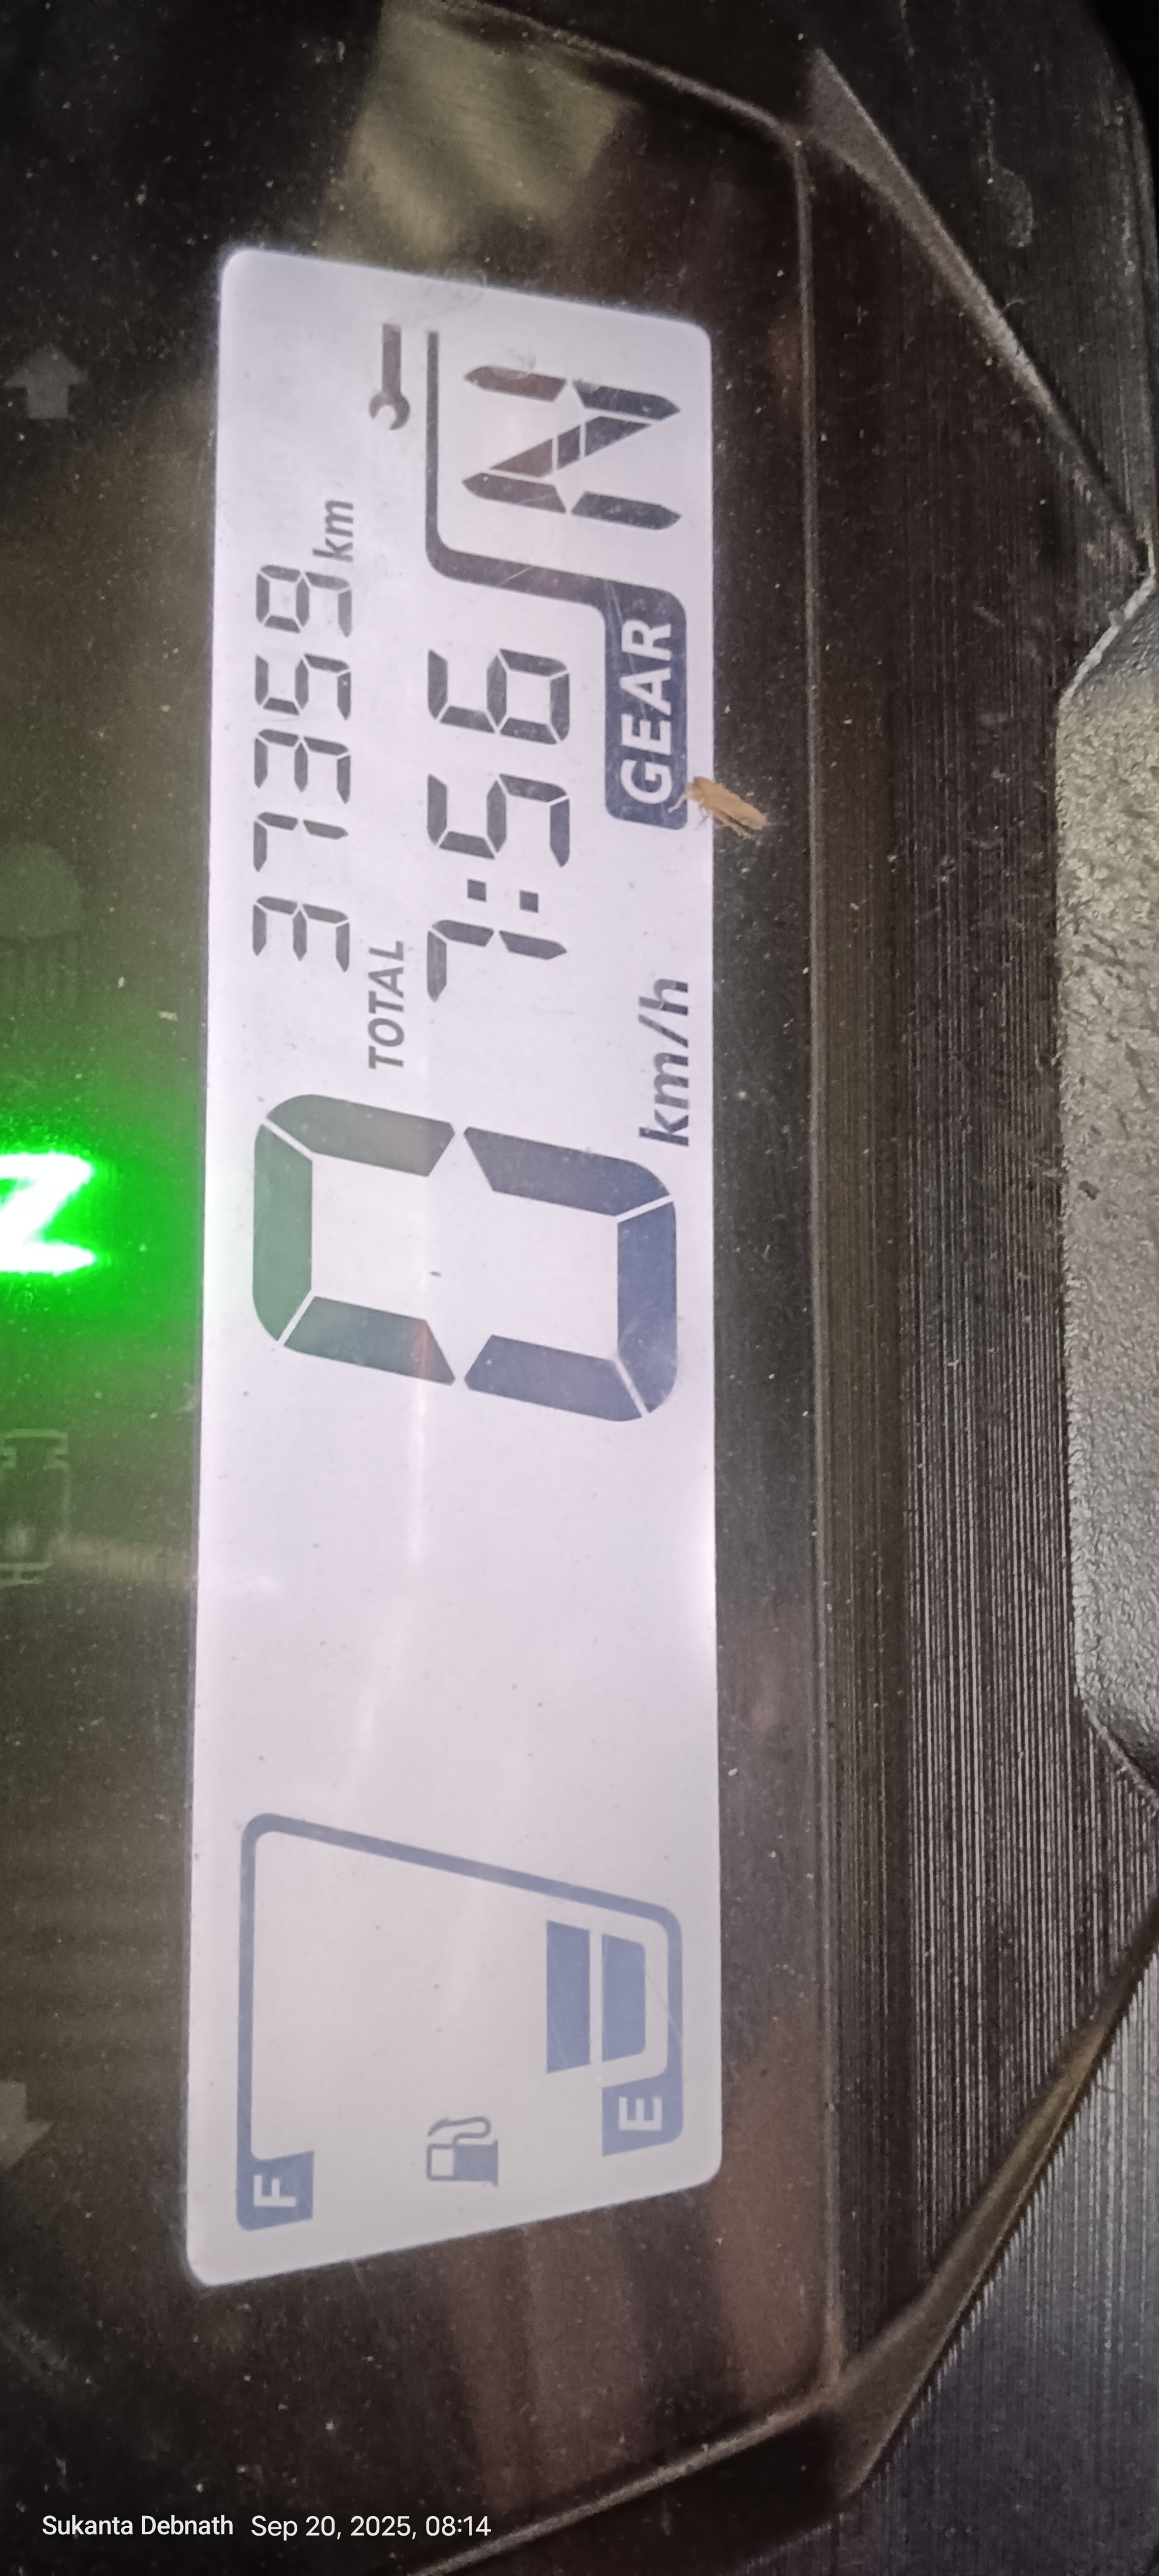 37359 km
TOTAL
7:56
0 km/h
GEAR N
F
E
N
Sukanta Debnath Sep 20, 2025, 08:14